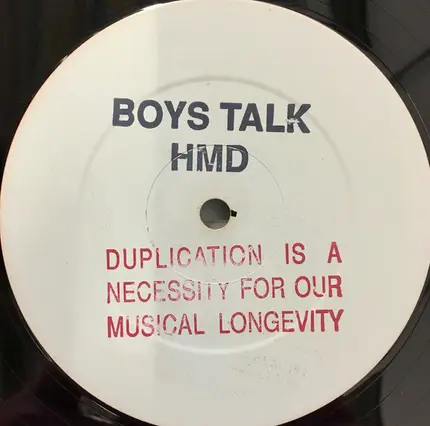 BOYS TALK
HMD
DUPLICATION IS A
NECESSITY FOR OUR
MUSICAL LONGEVITY